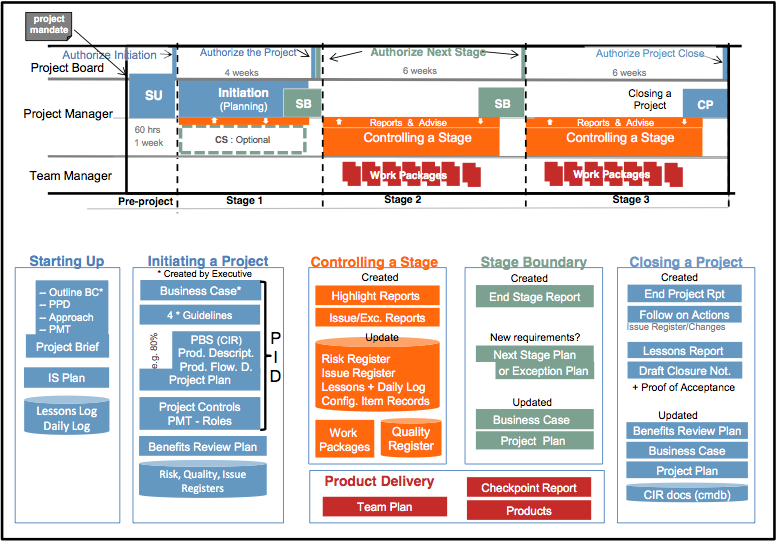 project
mandate
Authorize Initiation
Authorize the Project
Authorize Next Stage
Authorize Project Close
Project Board
4 weeks
6 weeks
6 weeks
Project Manager
SU
Initiation
(Planning)
SB
SB
Closing a
Project
CP
60 hrs
1 week
CS : Optional
Reports & Advise
Controlling a Stage
Reports & Advise
Controlling a Stage
Team Manager
Work Packages
Work Packages
Pre-project
Stage 1
Stage 2
Stage 3
Starting Up
-- Outline BC*
-- PPD
-- Approach
-- PMT
Project Brief
IS Plan
Lessons Log
Daily Log
Initiating a Project
* Created by Executive
Business Case*
4 * Guidelines
e.g. 80%
PBS (CIR)
Prod. Descript.
Prod. Flow. D.
Project Plan
Project Controls
PMT - Roles
P
I
D
Benefits Review Plan
Risk, Quality, Issue
Registers
Controlling a Stage
Created
Highlight Reports
Issue/Exc. Reports
Update
Risk Register
Issue Register
Lessons + Daily Log
Config. Item Records
Work
Packages
Quality
Register
Stage Boundary
Created
End Stage Report
New requirements?
Next Stage Plan
or Exception Plan
Updated
Business Case
Project Plan
Product Delivery
Team Plan
Checkpoint Report
Products
Closing a Project
Created
End Project Rpt
Follow on Actions
Issue Register/Changes
Lessons Report
Draft Closure Not.
+ Proof of Acceptance
Updated
Benefits Review Plan
Business Case
Project Plan
CIR docs (cmdb)